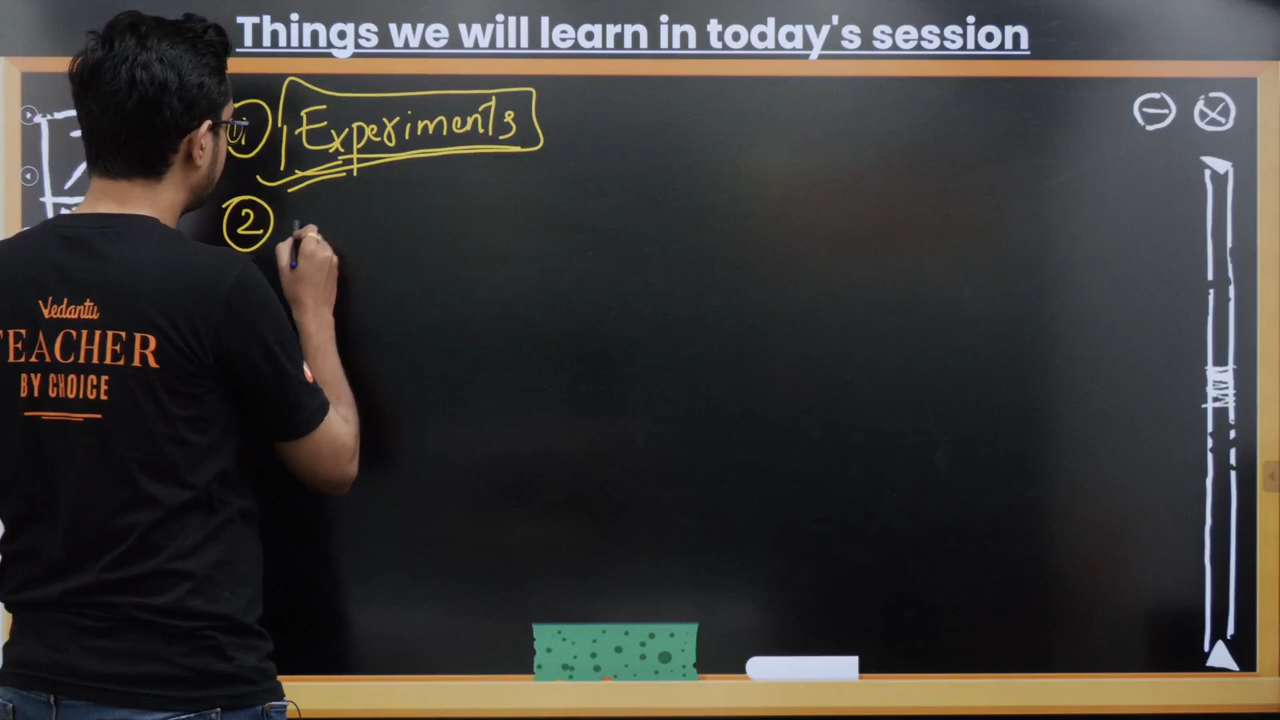 Things we will learn in today's session
① Experiments
②
Vedantu
TEACHER
BY CHOICE